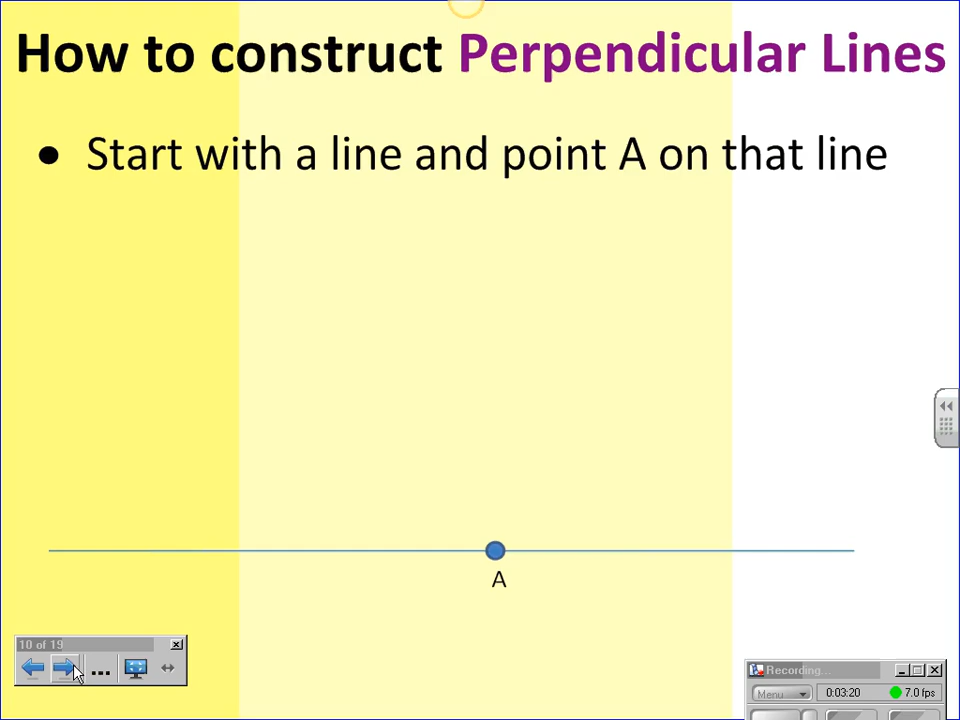 How to construct Perpendicular Lines
• Start with a line and point A on that line
A
10 of 19
...
Recording...
Menu 0:03:20 7.0 fps